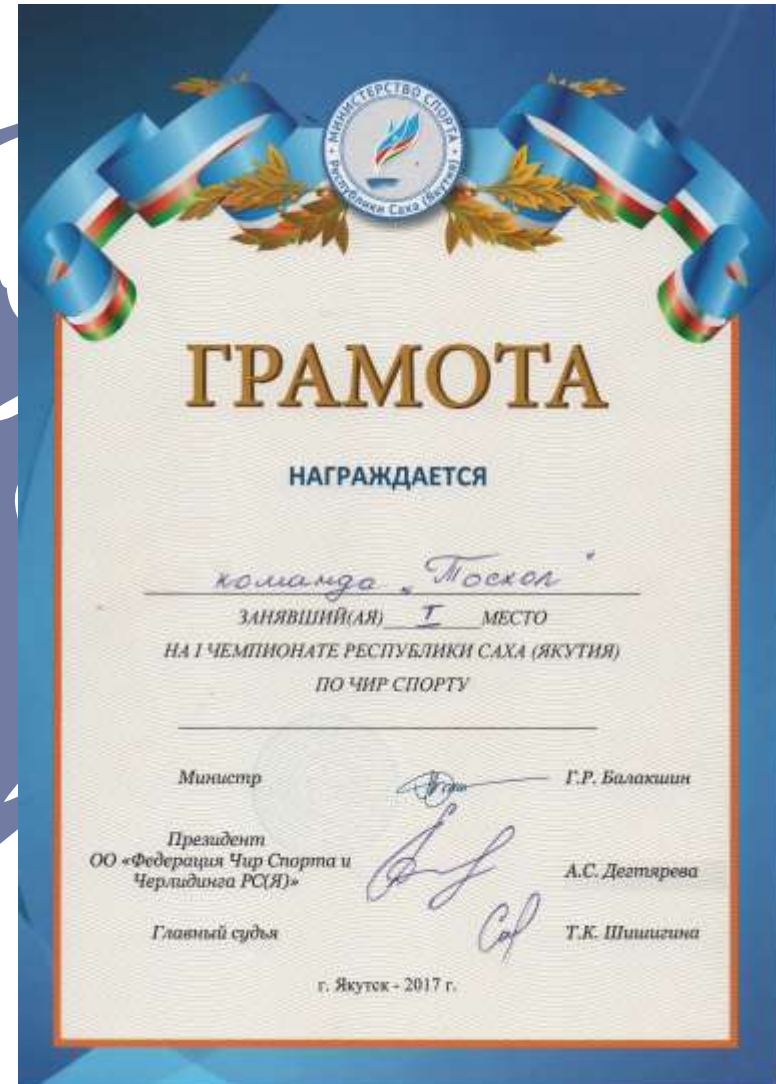 МИНИСТЕРСТВО СПОРТА
Республики Саха (Якутия)
ГРАМОТА
НАГРАЖДАЕТСЯ
команда „Тоскол"
ЗАНЯВШИЙ(АЯ) I МЕСТО
НА I ЧЕМПИОНАТЕ РЕСПУБЛИКИ САХА (ЯКУТИЯ)
ПО ЧИР СПОРТУ
Министр Г.Р. Балакшин
Президент
ОО «Федерация Чир Спорта и
Черлидинга РС(Я)» А.С. Дегтярева
Главный судья Т.К. Шишигина
г. Якутск - 2017 г.